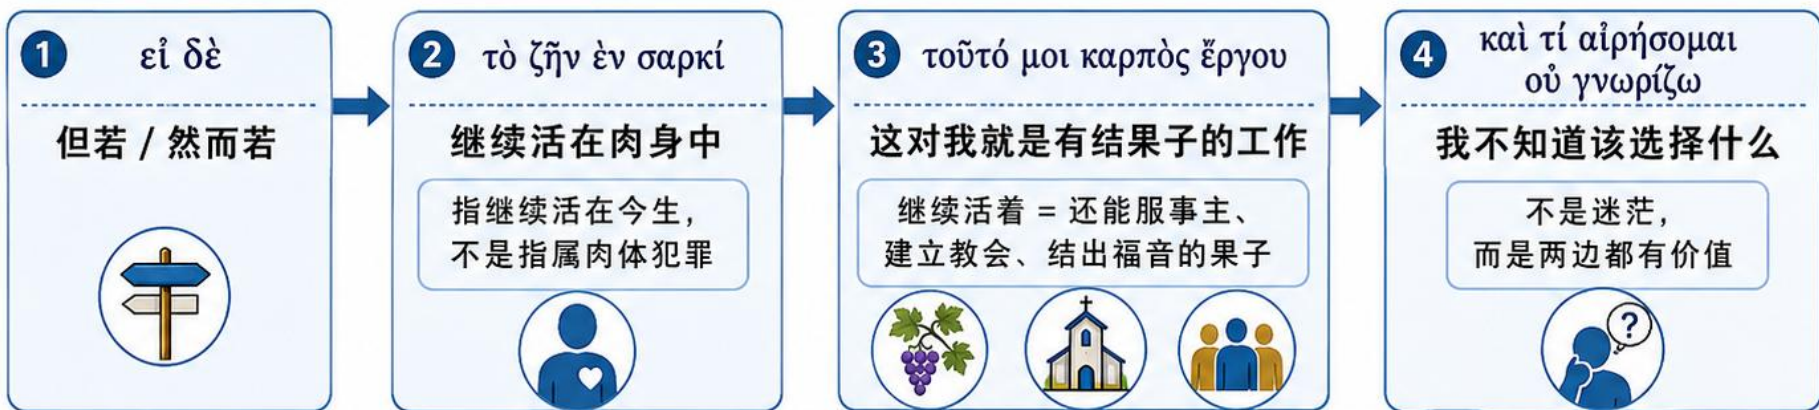 1
εἰ δὲ
但若 / 然而若
2
τὸ ζῆν ἐν σαρκί
继续活在肉身中
指继续活在今生，
不是指属肉体犯罪
3
τοῦτό μοι καρπὸς ἔργου
这对我就是有结果子的工作
继续活着 = 还能服事主、
建立教会、结出福音的果子
4
καὶ τί αἱρήσομαι
οὐ γνωρίζω
我不知道该选择什么
不是迷茫，
而是两边都有价值
?